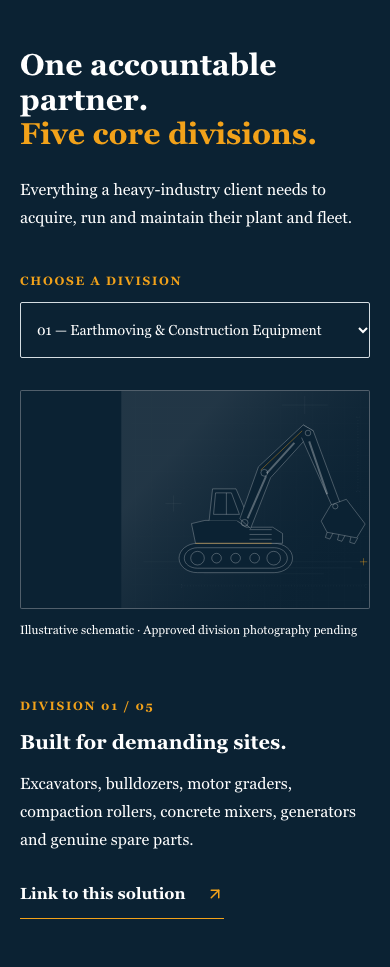 One accountable
partner.
Five core divisions.
Everything a heavy-industry client needs to
acquire, run and maintain their plant and fleet.
CHOOSE A DIVISION
01 — Earthmoving & Construction Equipment
Illustrative schematic · Approved division photography pending
DIVISION 01 / 05
Built for demanding sites.
Excavators, bulldozers, motor graders,
compaction rollers, concrete mixers, generators
and genuine spare parts.
Link to this solution